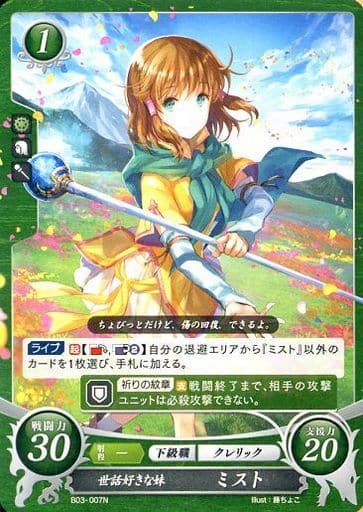 1
ちょびっとだけど、傷の回復、できるよ。
ライブ 起【、2】自分の退避エリアから『ミスト』以外の
カードを1枚選び、手札に加える。
祈りの紋章 支 戦闘終了まで、相手の攻撃
ユニットは必殺攻撃できない。
戦闘力
30
射程
一
下級職
クレリック
支援力
20
世話好きな妹 ミスト
B03-007N
Illust：藤ちょこ